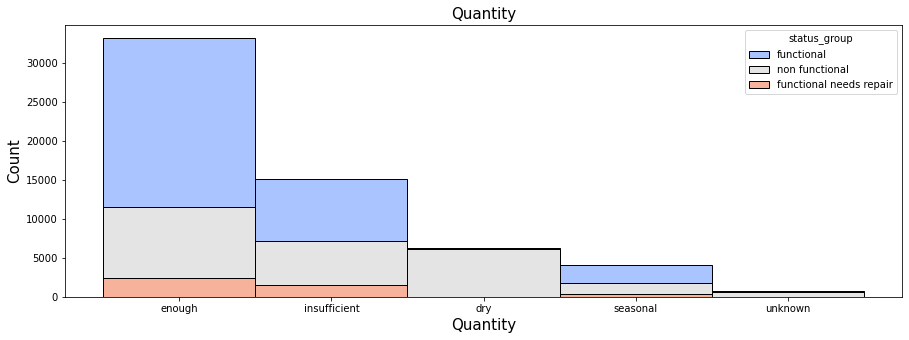 Quantity
status_group
functional
non functional
functional needs repair
Count
30000
25000
20000
15000
10000
5000
0
enough insufficient dry seasonal unknown
Quantity